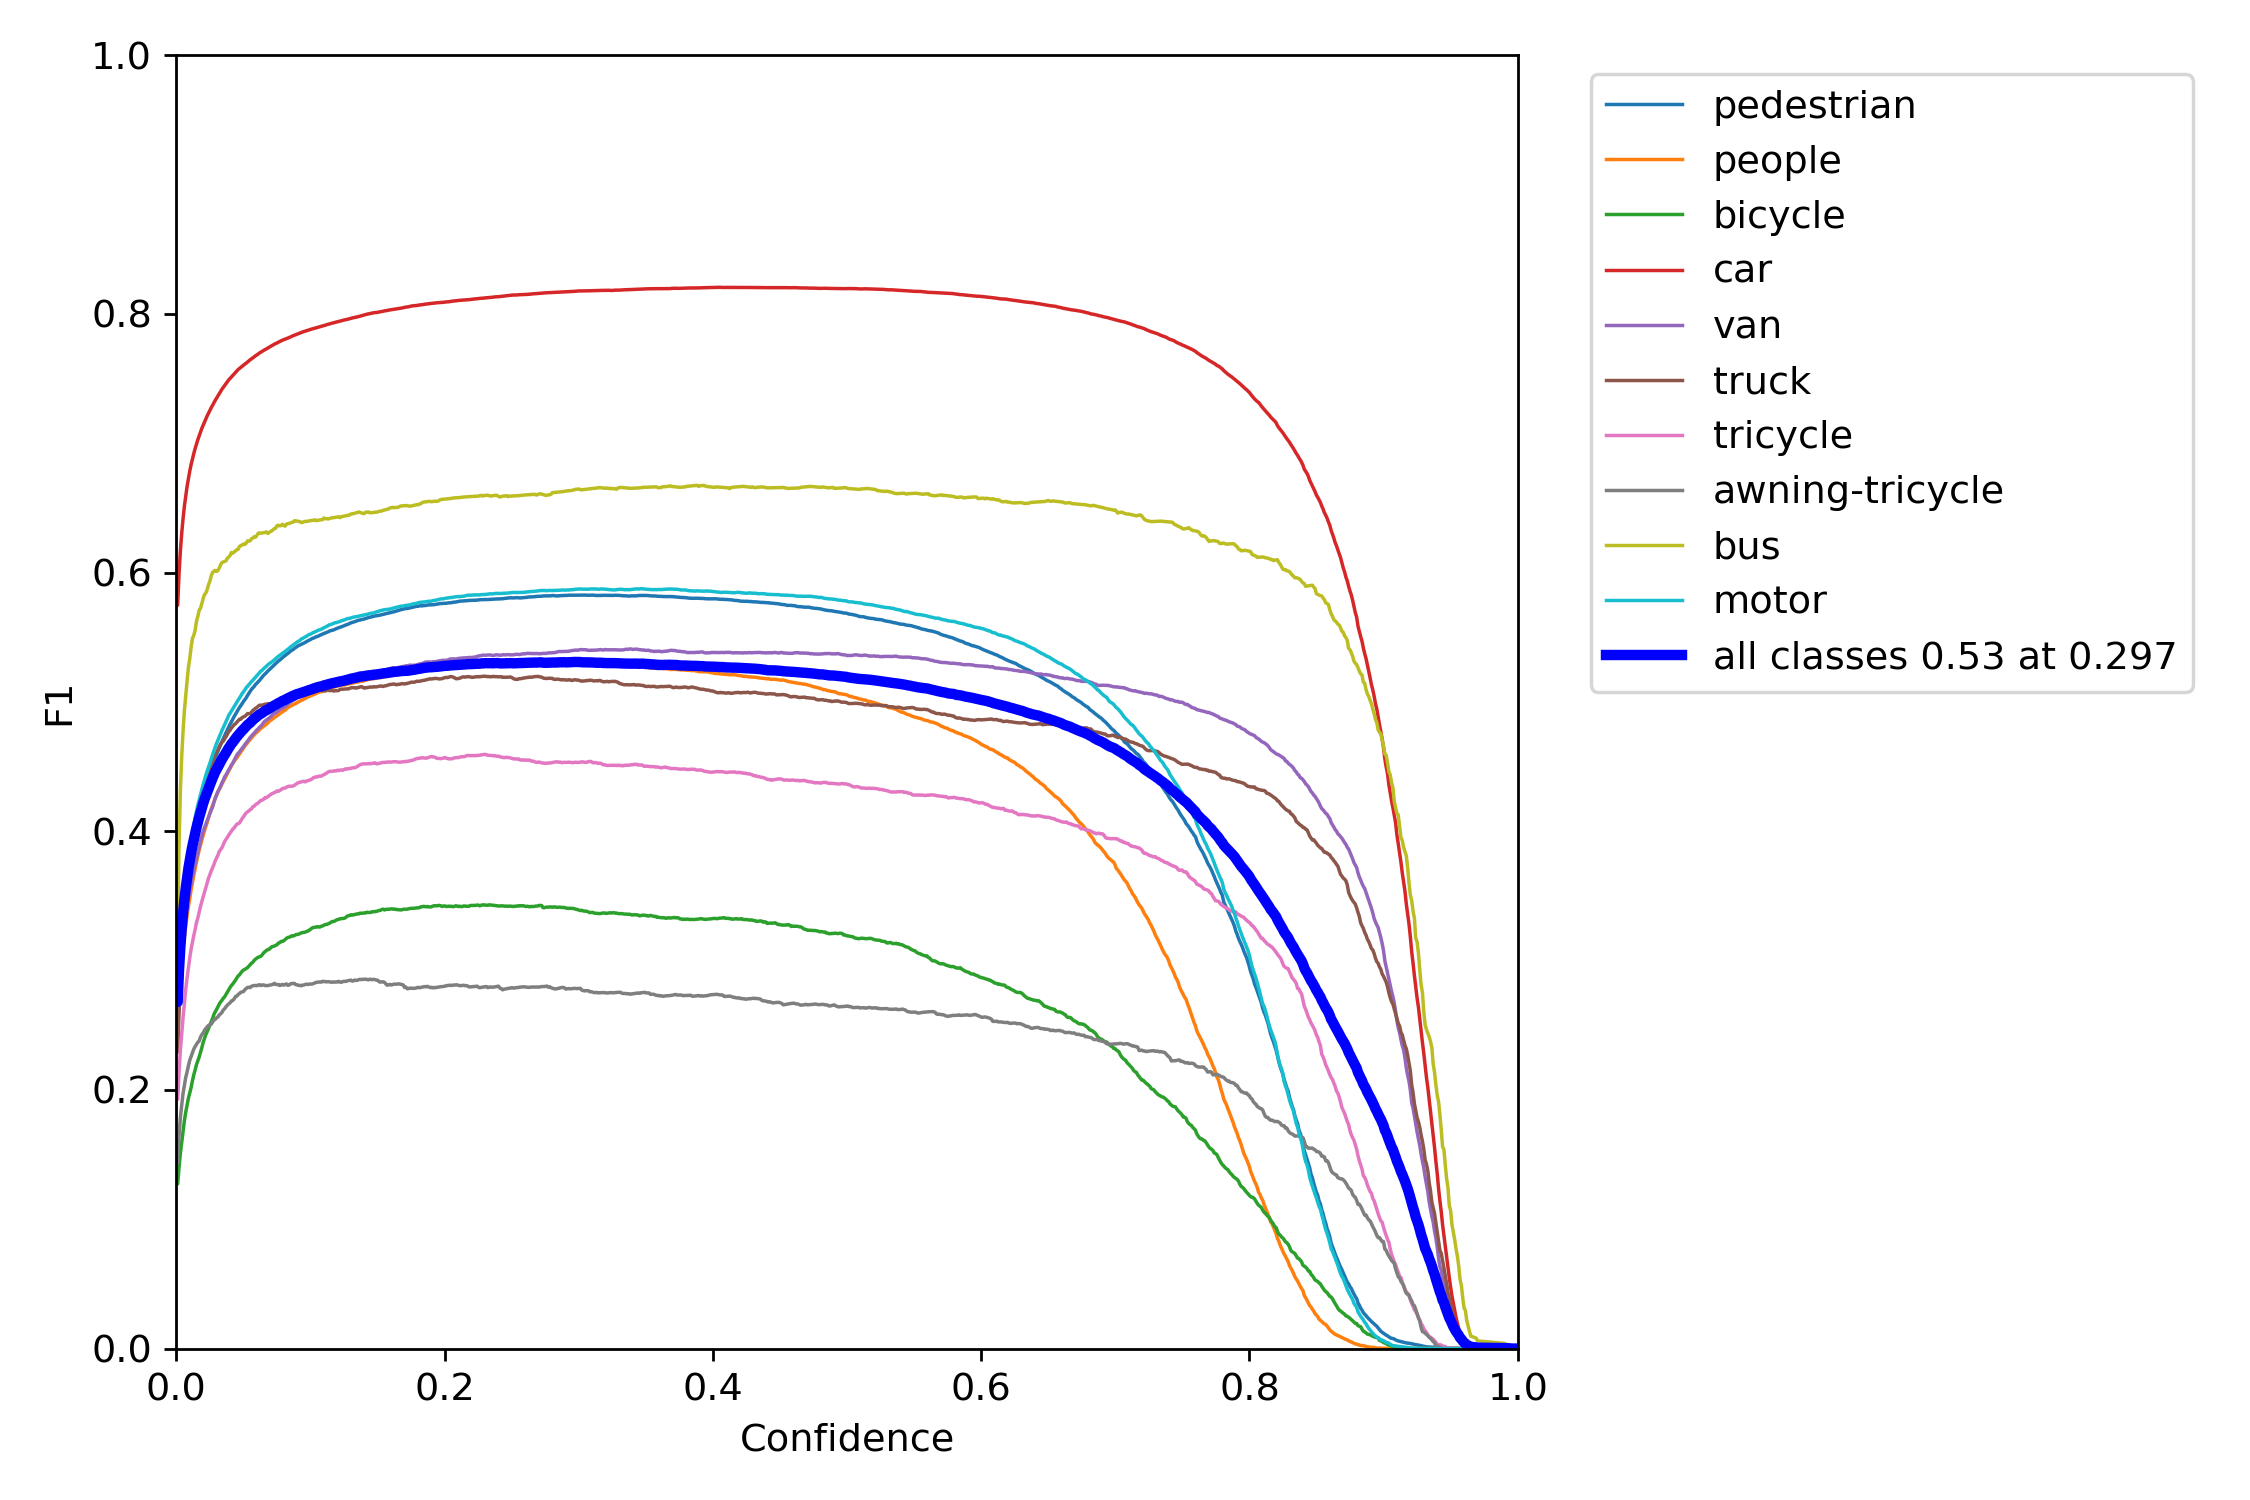 1.0
0.8
0.6
0.4
0.2
0.0
F1
0.0 0.2 0.4 0.6 0.8 1.0
Confidence
pedestrian
people
bicycle
car
van
truck
tricycle
awning-tricycle
bus
motor
all classes 0.53 at 0.297